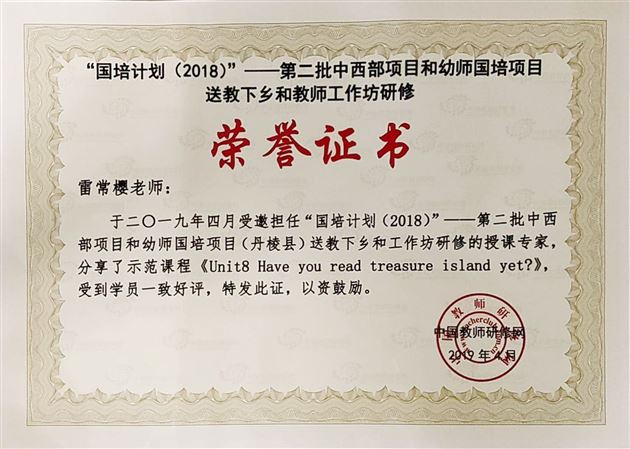 “国培计划（2018）”——第二批中西部项目和幼师国培项目
送教下乡和教师工作坊研修
荣誉证书
雷常樱老师：
于二〇一九年四月受邀担任“国培计划（2018）”——第二批中西
部项目和幼师国培项目（丹棱县）送教下乡和工作坊研修的授课专家，
分享了示范课程《Unit8 Have you read treasure island yet?》，
受到学员一致好评，特发此证，以资鼓励。
中国教师研修网
2019 年 4 月